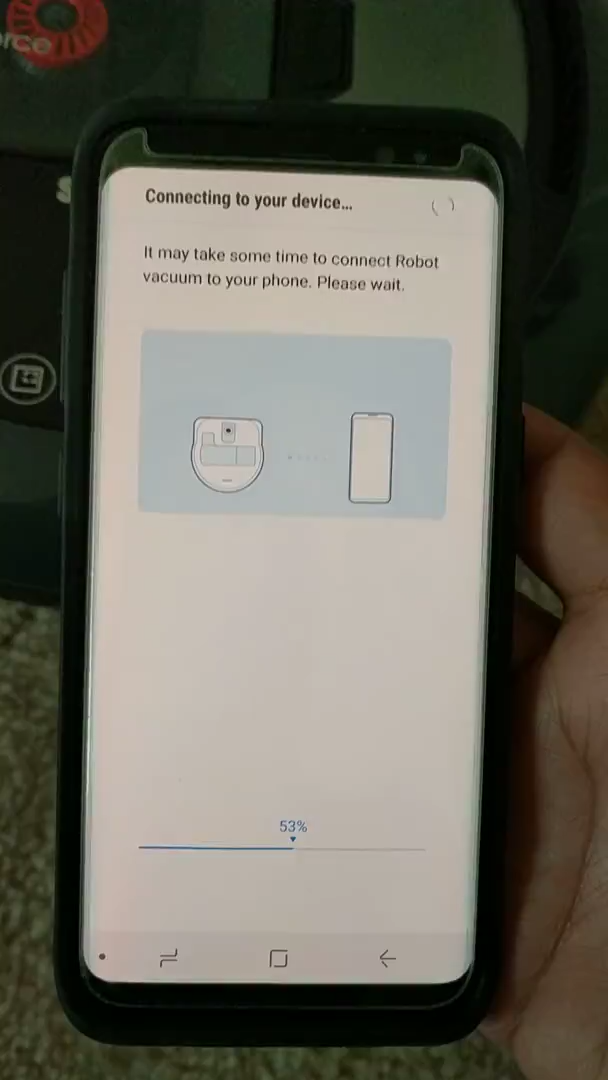 rce
S
Connecting to your device...
It may take some time to connect Robot
vacuum to your phone. Please wait.
53%